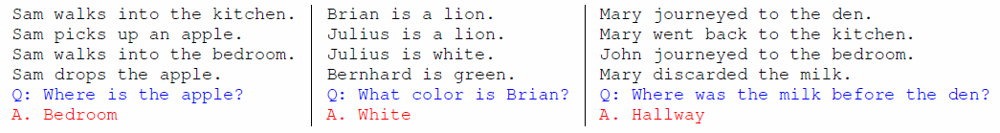 Sam walks into the kitchen.
Sam picks up an apple.
Sam walks into the bedroom.
Sam drops the apple.
Q: Where is the apple?
A. Bedroom
Brian is a lion.
Julius is a lion.
Julius is white.
Bernhard is green.
Q: What color is Brian?
A. White
Mary journeyed to the den.
Mary went back to the kitchen.
John journeyed to the bedroom.
Mary discarded the milk.
Q: Where was the milk before the den?
A. Hallway